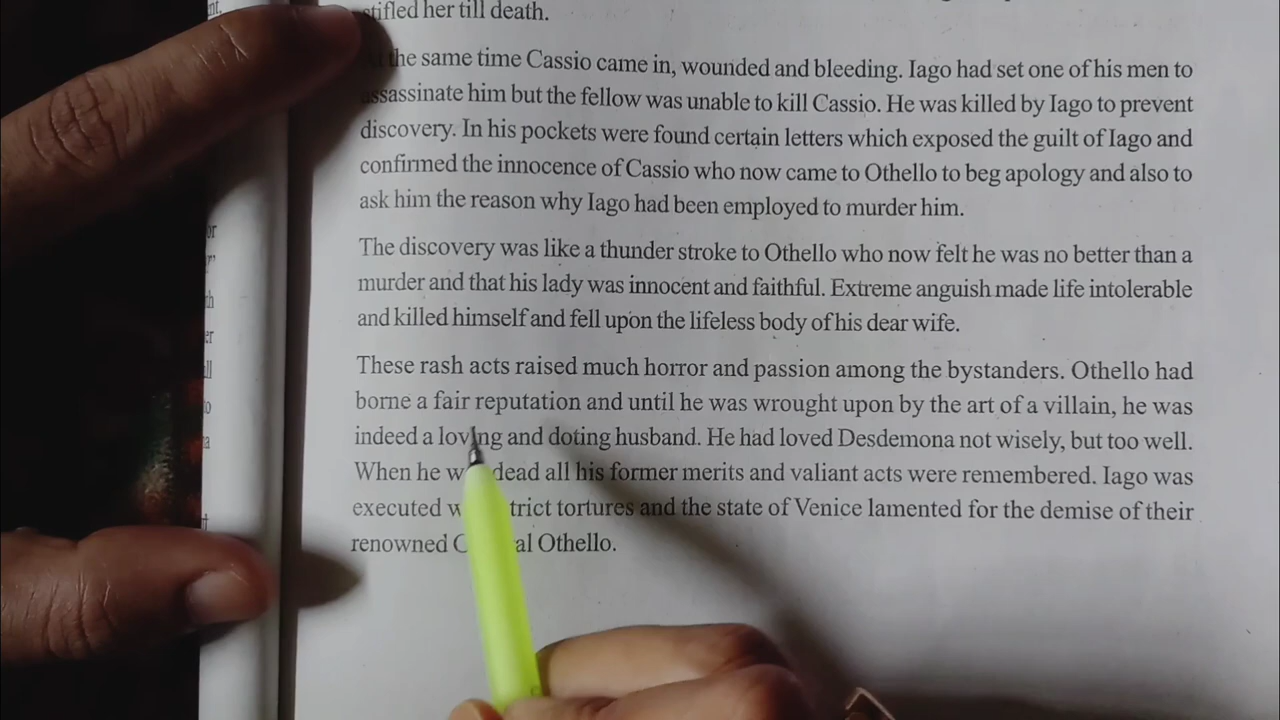 stifled her till death.
the same time Cassio came in, wounded and bleeding. Iago had set one of his men to
assassinate him but the fellow was unable to kill Cassio. He was killed by Iago to prevent
discovery. In his pockets were found certain letters which exposed the guilt of Iago and
confirmed the innocence of Cassio who now came to Othello to beg apology and also to
ask him the reason why Iago had been employed to murder him.
The discovery was like a thunder stroke to Othello who now felt he was no better than a
murder and that his lady was innocent and faithful. Extreme anguish made life intolerable
and killed himself and fell upon the lifeless body of his dear wife.
These rash acts raised much horror and passion among the bystanders. Othello had
borne a fair reputation and until he was wrought upon by the art of a villain, he was
indeed a loving and doting husband. He had loved Desdemona not wisely, but too well.
When he dead all his former merits and valiant acts were remembered. Iago was
executed tortures and the state of Venice lamented for the demise of their
renowned Othello.